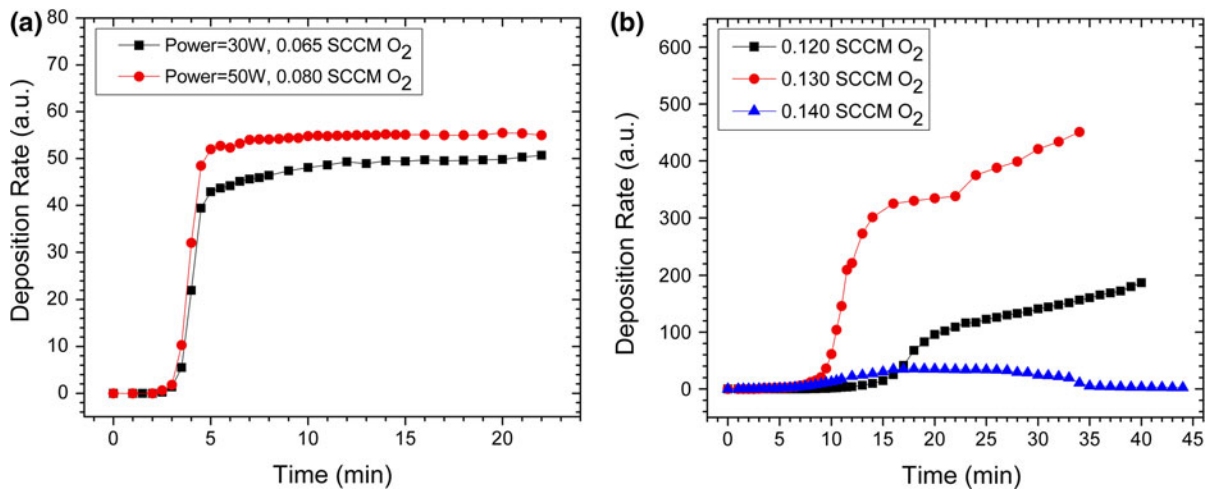 (a)
80
70
60
50
40
30
20
10
0
Deposition Rate (a.u.)
Power=30W, 0.065 SCCM O2
Power=50W, 0.080 SCCM O2
0 5 10 15 20
Time (min)
(b)
600
500
400
300
200
100
0
Deposition Rate (a.u.)
0.120 SCCM O2
0.130 SCCM O2
0.140 SCCM O2
0 5 10 15 20 25 30 35 40 45
Time (min)